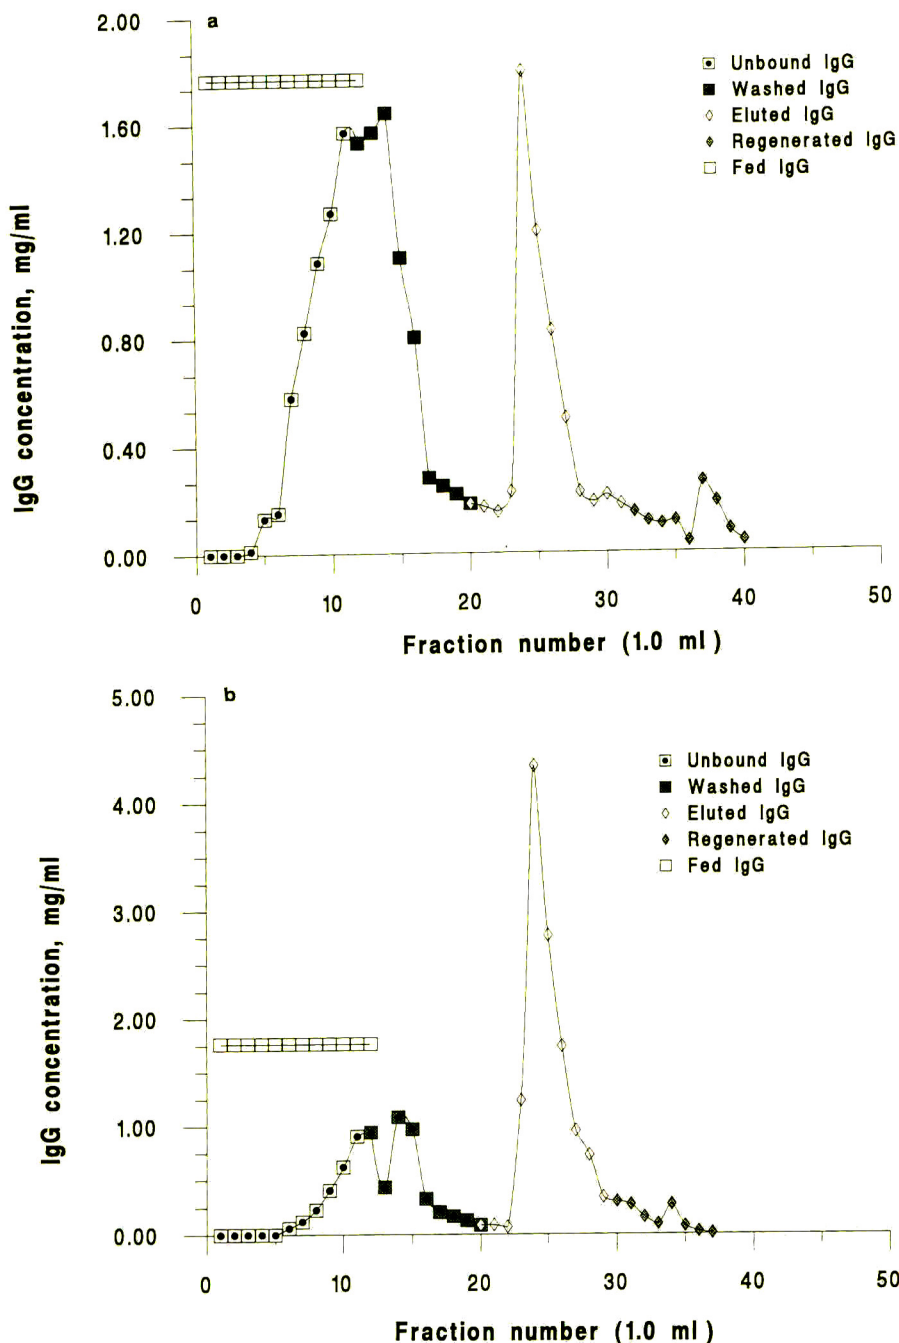 a
2.00
1.60
1.20
0.80
0.40
0.00
IgG concentration, mg/ml
Unbound IgG
Washed IgG
Eluted IgG
Regenerated IgG
Fed IgG
0 10 20 30 40 50
Fraction number (1.0 ml)
b
5.00
4.00
3.00
2.00
1.00
0.00
IgG concentration, mg/ml
Unbound IgG
Washed IgG
Eluted IgG
Regenerated IgG
Fed IgG
0 10 20 30 40 50
Fraction number (1.0 ml)